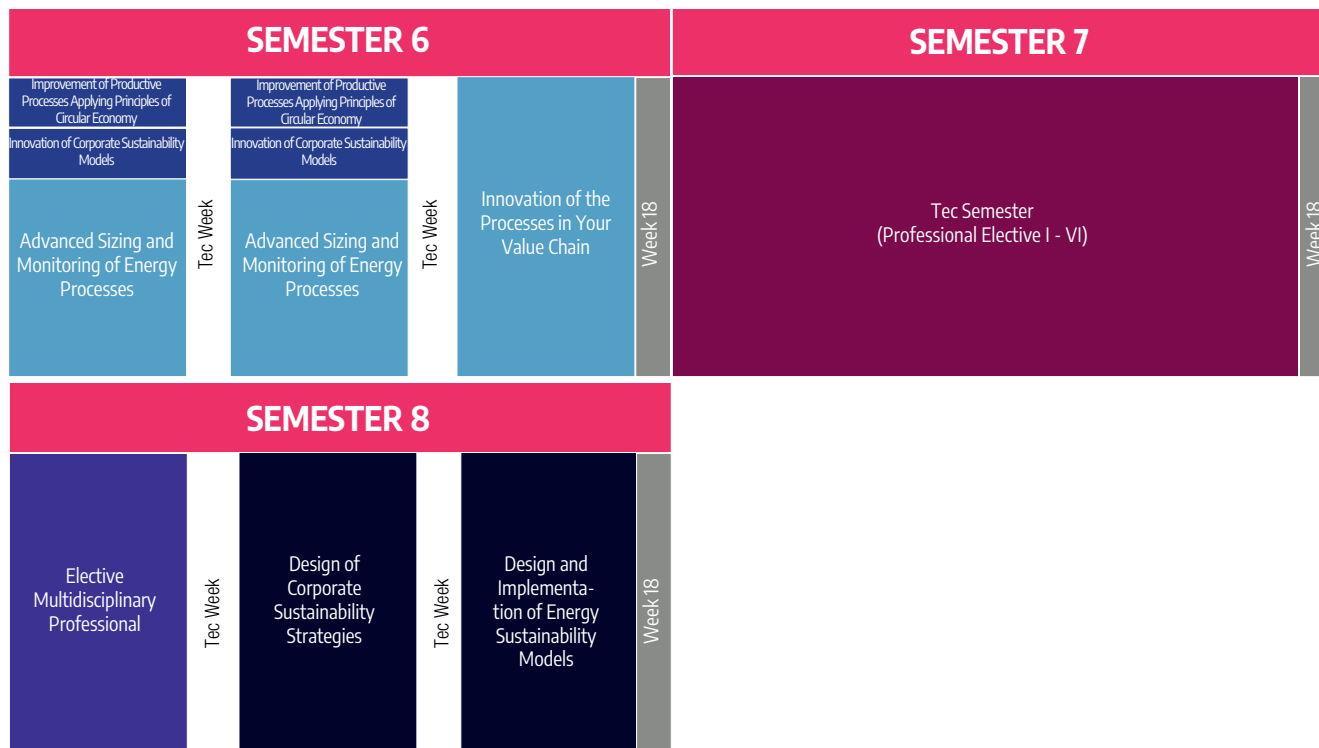 SEMESTER 6
Improvement of Productive
Processes Applying Principles of
Circular Economy
Innovation of Corporate Sustainability
Models
Advanced Sizing and
Monitoring of Energy
Processes
Tec Week
Improvement of Productive
Processes Applying Principles of
Circular Economy
Innovation of Corporate Sustainability
Models
Advanced Sizing and
Monitoring of Energy
Processes
Tec Week
Innovation of the
Processes in Your
Value Chain
Week 18
SEMESTER 7
Tec Semester
(Professional Elective I - VI)
Week 18
SEMESTER 8
Elective
Multidisciplinary
Professional
Tec Week
Design of
Corporate
Sustainability
Strategies
Tec Week
Design and
Implementa-
tion of Energy
Sustainability
Models
Week 18